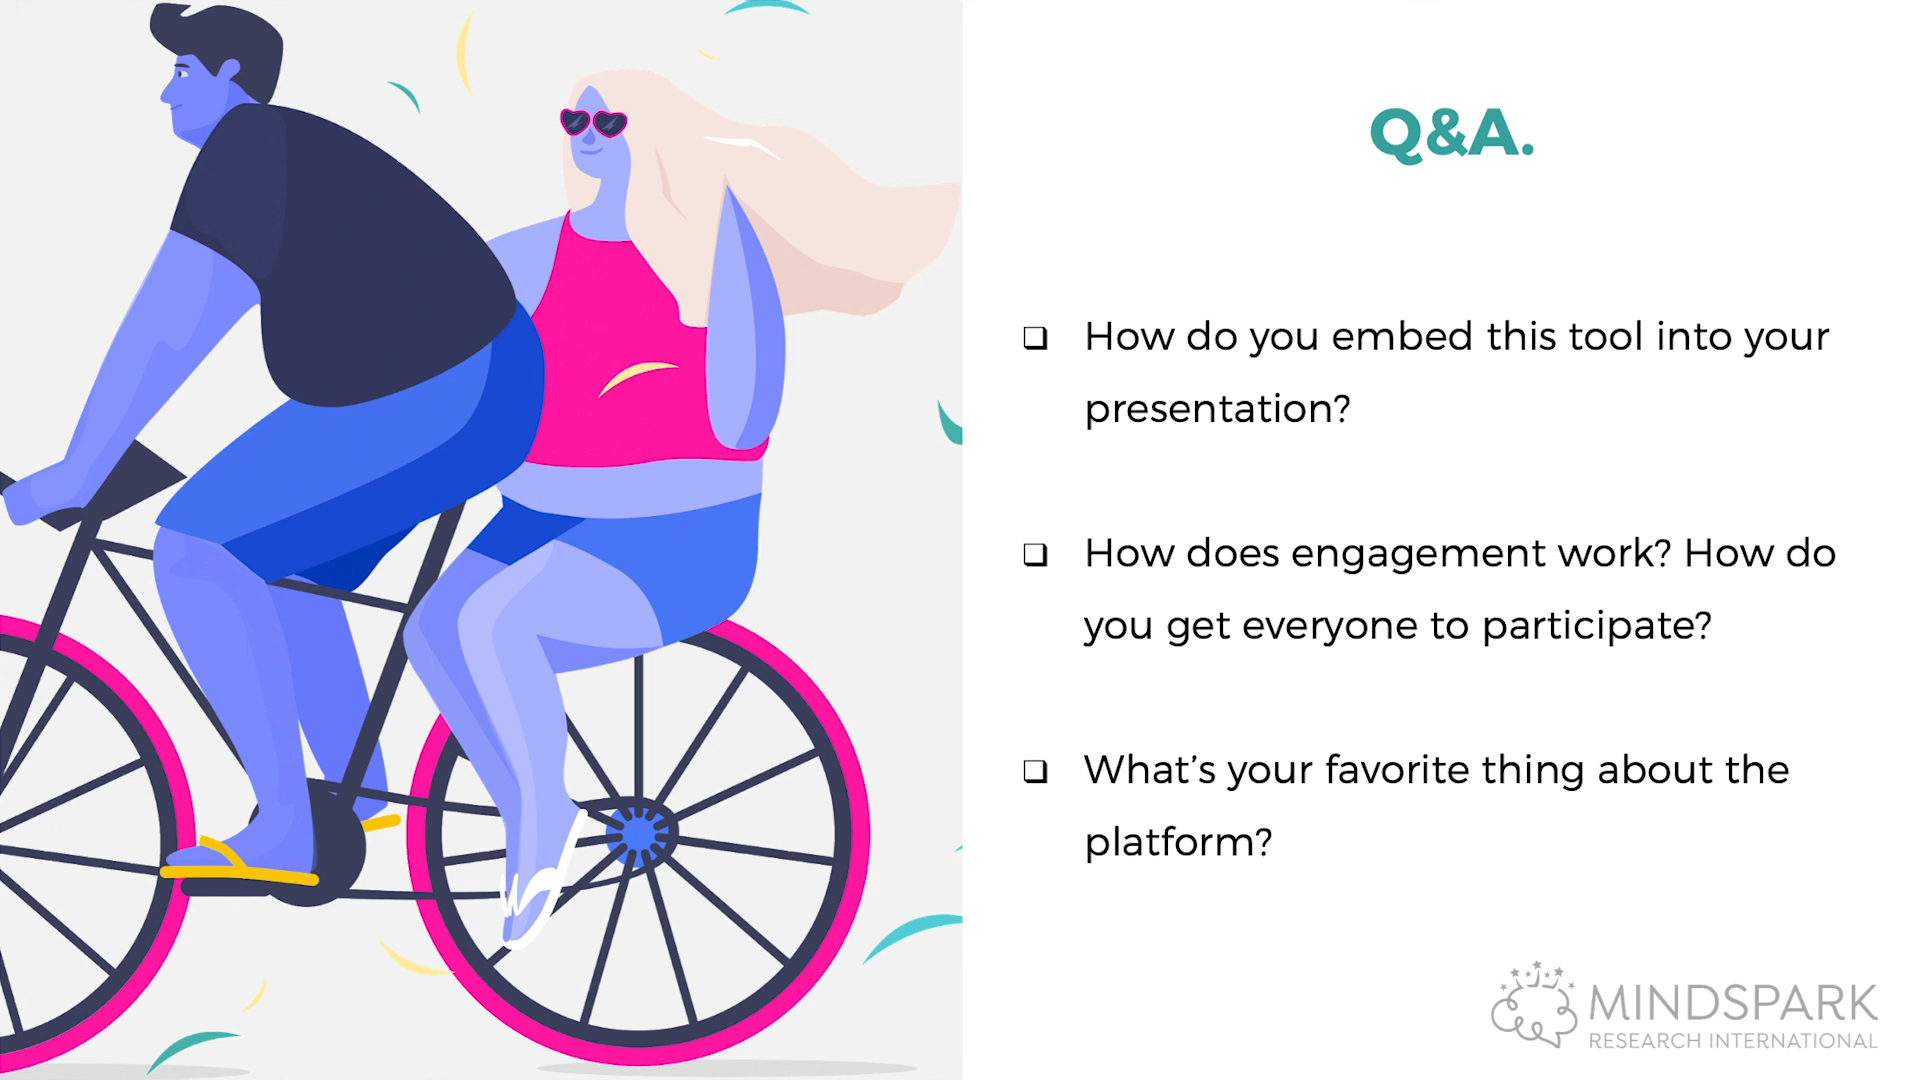 Q&A.
❑ How do you embed this tool into your
presentation?
❑ How does engagement work? How do
you get everyone to participate?
❑ What’s your favorite thing about the
platform?
MINDSPARK
RESEARCH INTERNATIONAL